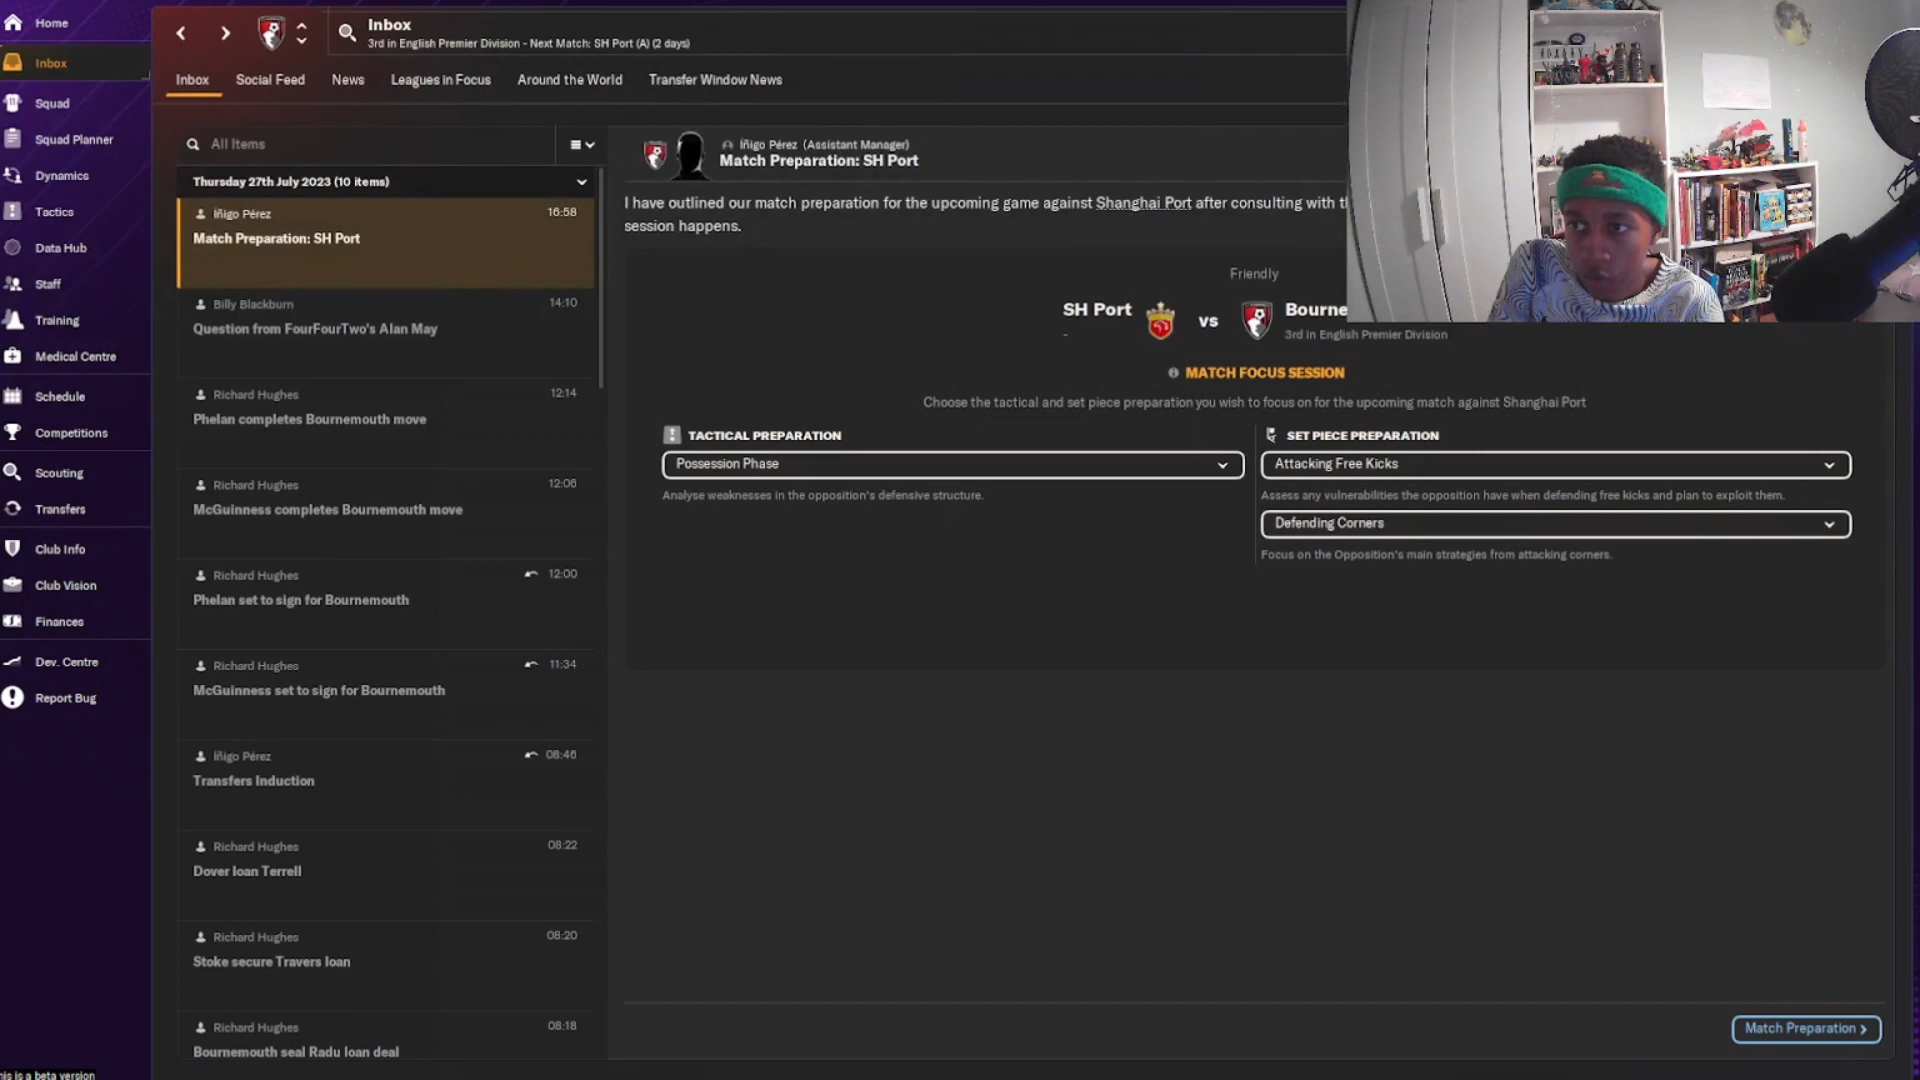 Home
Inbox
Squad
Squad Planner
Dynamics
Tactics
Data Hub
Staff
Training
Medical Centre
Schedule
Competitions
Scouting
Transfers
Club Info
Club Vision
Finances
Dev. Centre
Report Bug
his is a beta version
Inbox
3rd in English Premier Division - Next Match: SH Port (A) (2 days)
Inbox Social Feed News Leagues in Focus Around the World Transfer Window News
All Items
Thursday 27th July 2023 (10 items)
Iñigo Pérez 16:58
Match Preparation: SH Port
Billy Blackburn 14:10
Question from FourFourTwo's Alan May
Richard Hughes 12:14
Phelan completes Bournemouth move
Richard Hughes 12:06
McGuinness completes Bournemouth move
Richard Hughes 12:00
Phelan set to sign for Bournemouth
Richard Hughes 11:34
McGuinness set to sign for Bournemouth
Iñigo Pérez 08:46
Transfers Induction
Richard Hughes 08:22
Dover loan Terrell
Richard Hughes 08:20
Stoke secure Travers loan
Richard Hughes 08:18
Bournemouth seal Radu loan deal
Iñigo Pérez (Assistant Manager)
Match Preparation: SH Port
I have outlined our match preparation for the upcoming game against Shanghai Port after consulting with
session happens.
Friendly
SH Port vs Bourne
- 3rd in English Premier Division
MATCH FOCUS SESSION
Choose the tactical and set piece preparation you wish to focus on for the upcoming match against Shanghai Port
TACTICAL PREPARATION
Possession Phase
Analyse weaknesses in the opposition's defensive structure.
SET PIECE PREPARATION
Attacking Free Kicks
Assess any vulnerabilities the opposition have when defending free kicks and plan to exploit them.
Defending Corners
Focus on the Opposition's main strategies from attacking corners.
Match Preparation >